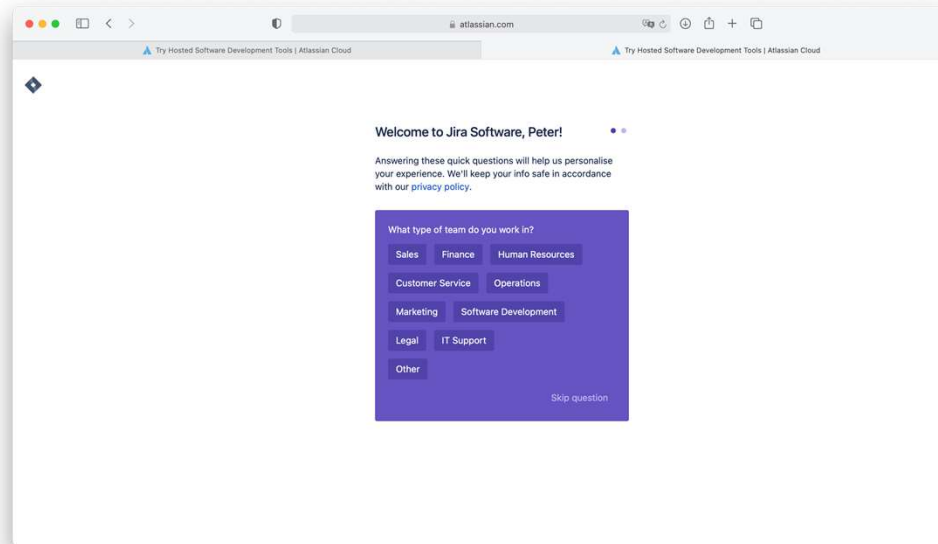 atlassian.com
Try Hosted Software Development Tools | Atlassian Cloud
Try Hosted Software Development Tools | Atlassian Cloud
Welcome to Jira Software, Peter!
Answering these quick questions will help us personalise
your experience. We'll keep your info safe in accordance
with our privacy policy.
What type of team do you work in?
Sales Finance Human Resources
Customer Service Operations
Marketing Software Development
Legal IT Support
Other
Skip question